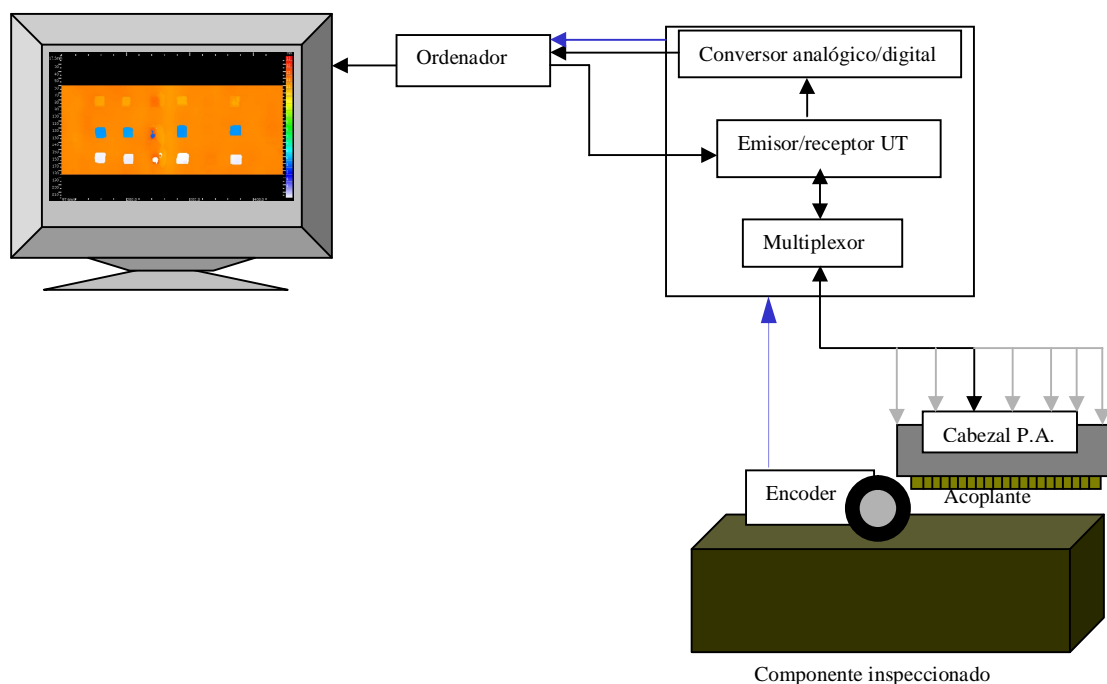 Ordenador
Conversor analógico/digital
Emisor/receptor UT
Multiplexor
Cabezal P.A.
Encoder
Acoplante
Componente inspeccionado